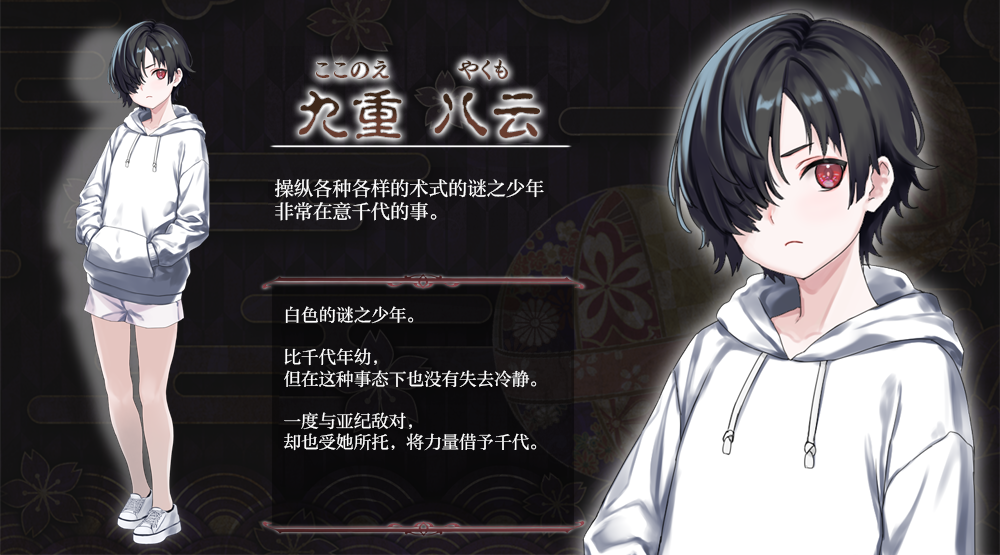 ここのえ やくも
九重 八云
操纵各种各样的术式的谜之少年
非常在意千代的事。
白色的谜之少年。
比千代年幼，
但在这种事态下也没有失去冷静。
一度与亚纪敌对，
却也受她所托，将力量借予千代。